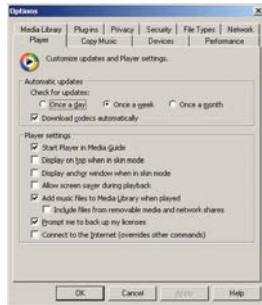 Options
Media Library Plug-ins Privacy Security File Types Network
Player Copy Music Devices Performance
Customize updates and Player settings.
Automatic updates
Check for updates:
Once a day Once a week Once a month
Download codecs automatically
Player settings
Start Player in Media Guide
Display on top when in skin mode
Display anchor window when in skin mode
Allow screen saver during playback
Add music files to Media Library when played
Include files from removable media and network shares
Prompt me to back up my licenses
Connect to the Internet (overrides other commands)
OK Cancel Apply Help